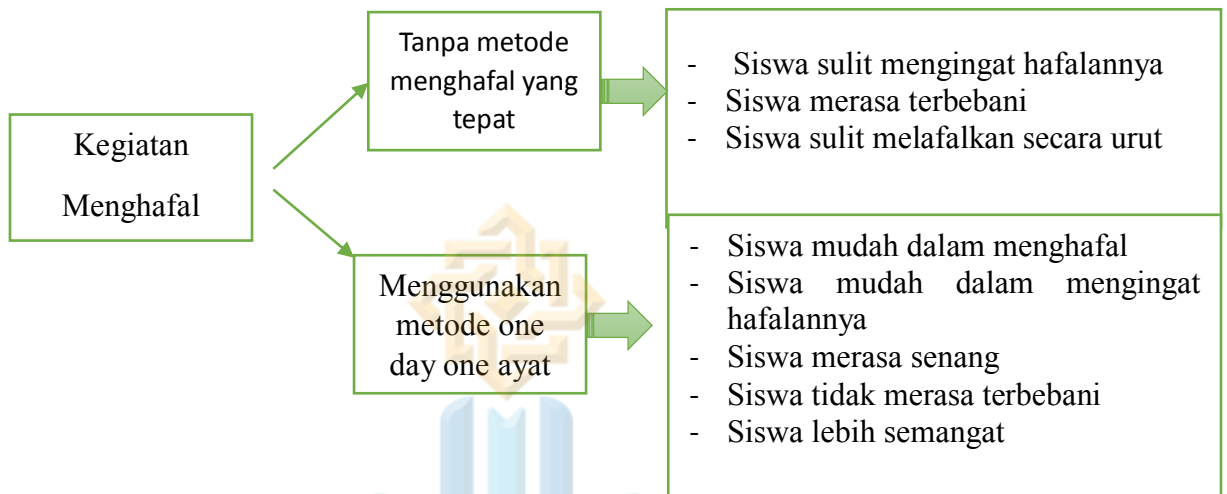 Kegiatan
Menghafal
Tanpa metode
menghafal yang
tepat
- Siswa sulit mengingat hafalannya
- Siswa merasa terbebani
- Siswa sulit melafalkan secara urut
Menggunakan
metode one
day one ayat
- Siswa mudah dalam menghafal
- Siswa mudah dalam mengingat
hafalannya
- Siswa merasa senang
- Siswa tidak merasa terbebani
- Siswa lebih semangat